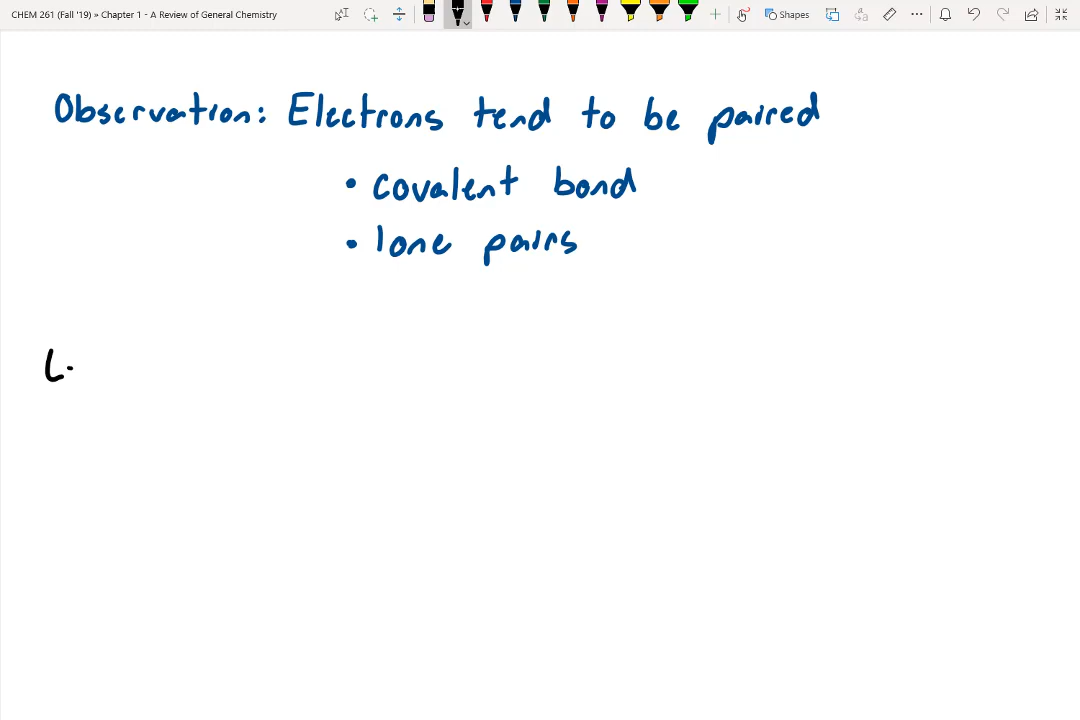 CHEM 261 (Fall '19) » Chapter 1 - A Review of General Chemistry
Shapes
Observation: Electrons tend to be paired
• covalent bond
• lone pairs
L